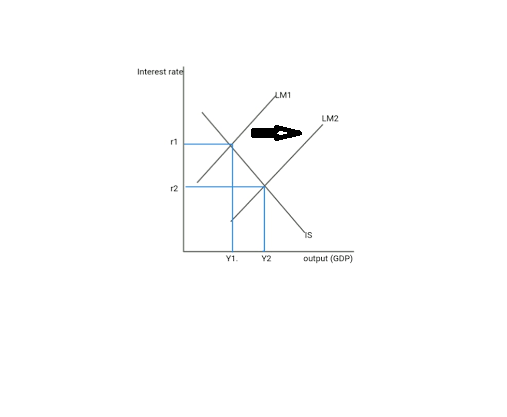 Interest rate
LM1
LM2
r1
r2
IS
Y1.
Y2
output (GDP)